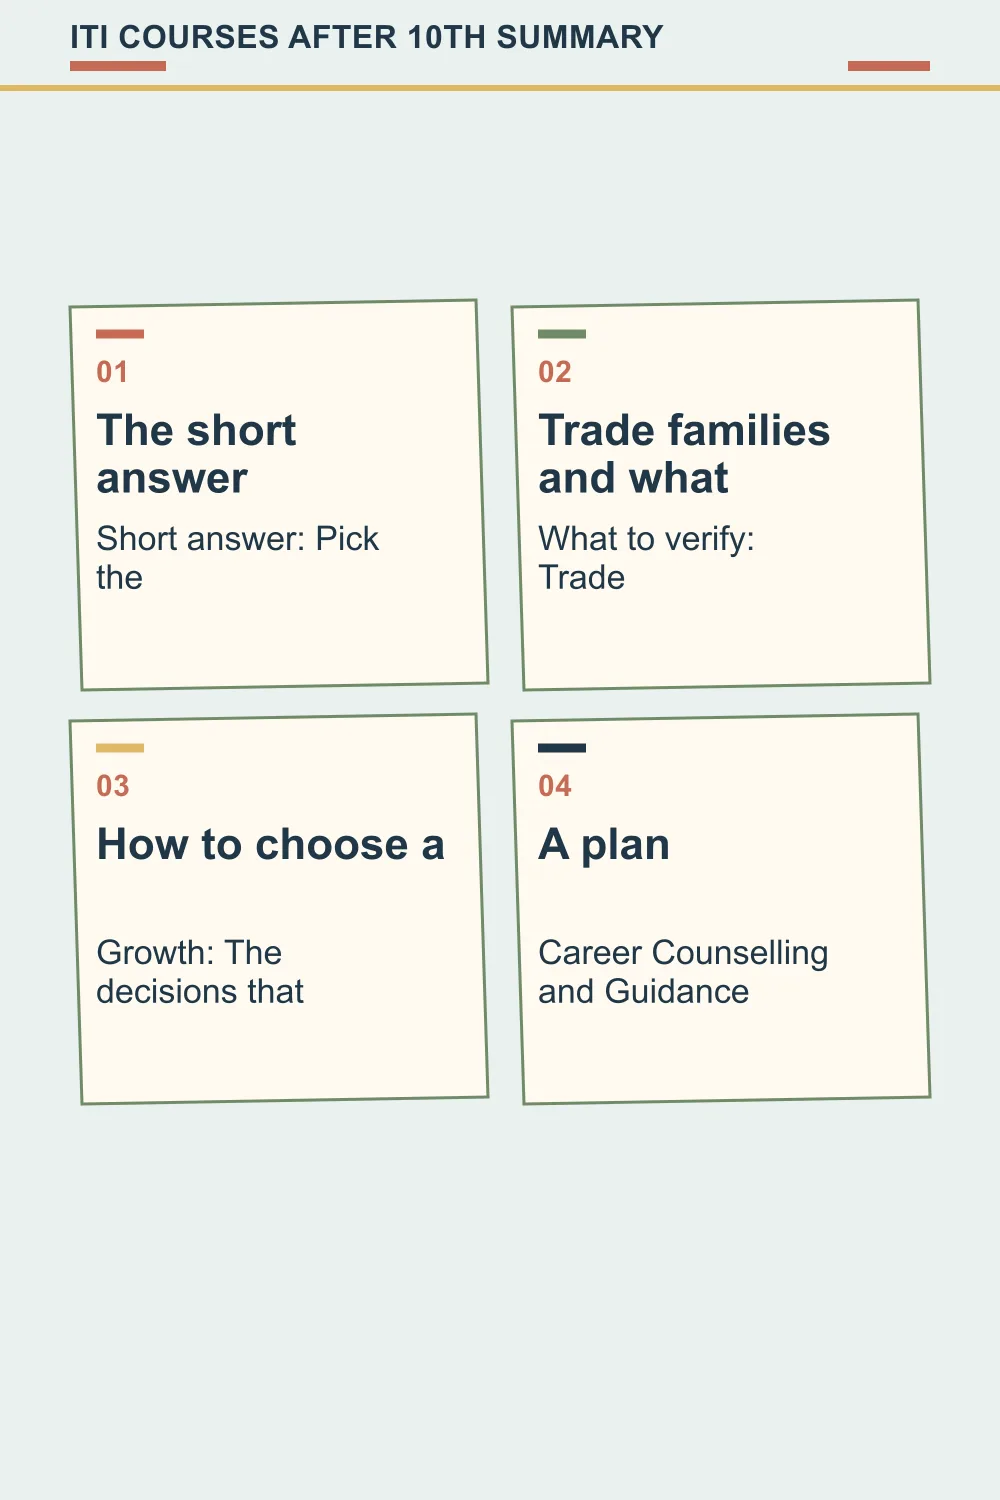 ITI COURSES AFTER 10TH SUMMARY
01
The short
answer
Short answer: Pick
the
02
Trade families
and what
What to verify:
Trade
03
How to choose a
Growth: The
decisions that
04
A plan
Career Counselling
and Guidance